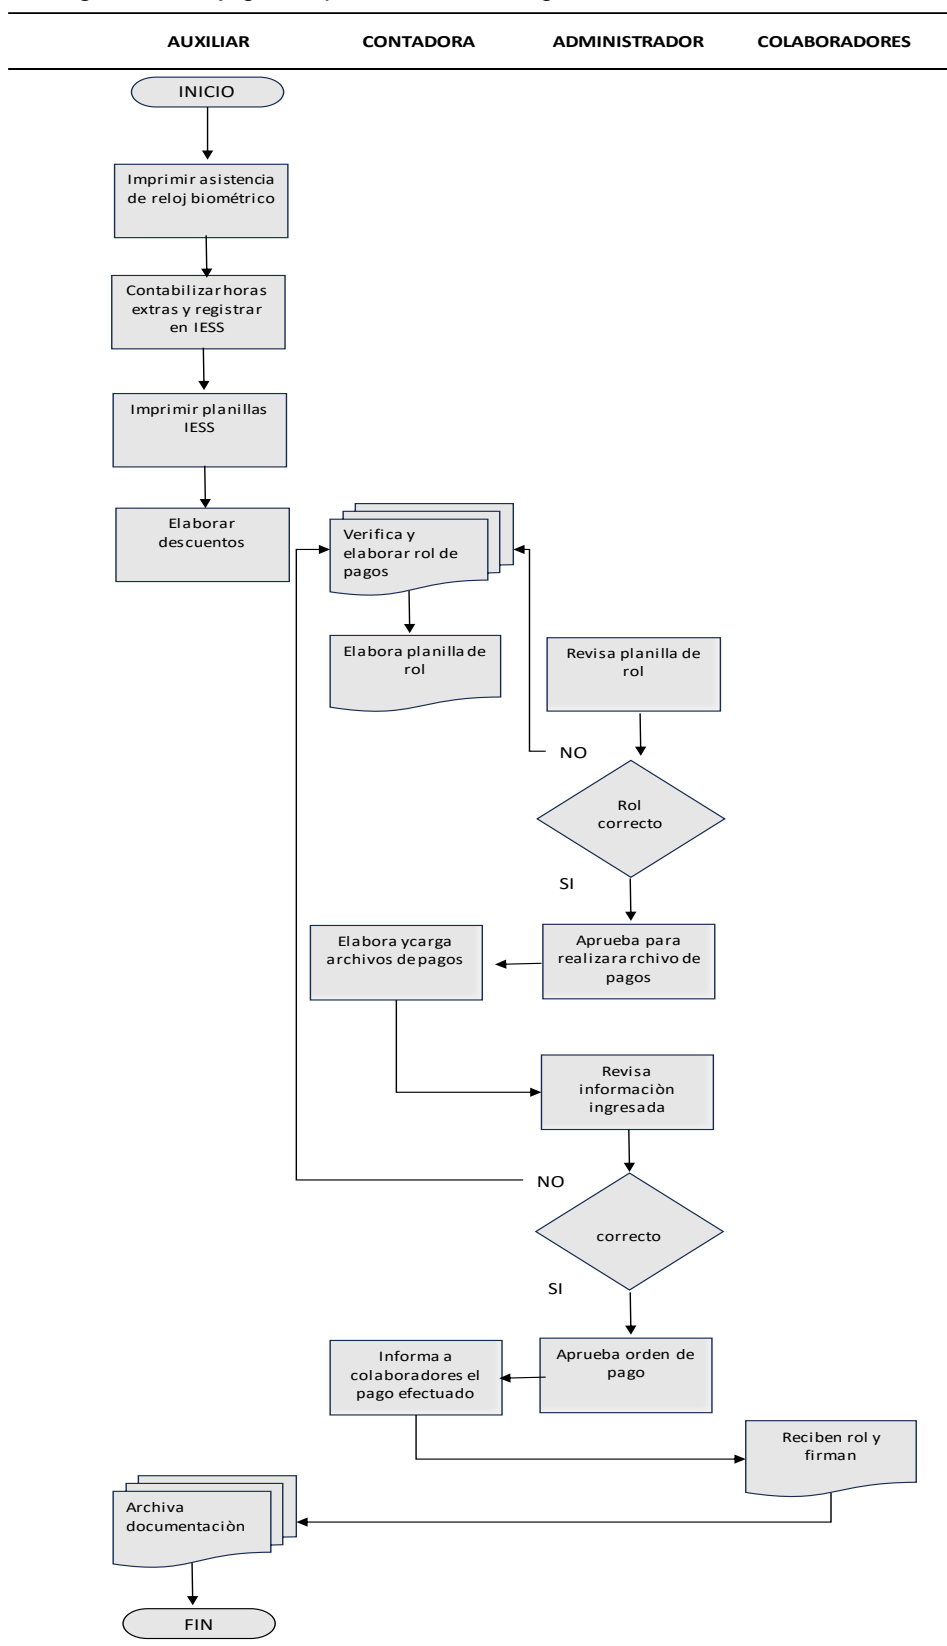 AUXILIAR CONTADORA ADMINISTRADOR COLABORADORES
INICIO
Imprimir asistencia
de reloj biométrico
Contabilizar horas
extras y registrar
en IESS
Imprimir planillas
IESS
Elaborar
descuentos
Verifica y
elaborar rol de
pagos
Elabora planilla de
rol
Revisa planilla de
rol
NO
Rol
correcto
SI
Aprueba para
realizara rchivo de
pagos
Elabora ycarga
archivos de pagos
Revisa
informaciòn
ingresada
NO
correcto
SI
Aprueba orden de
pago
Informa a
colaboradores el
pago efectuado
Reciben rol y
firman
Archiva
documentaciòn
FIN